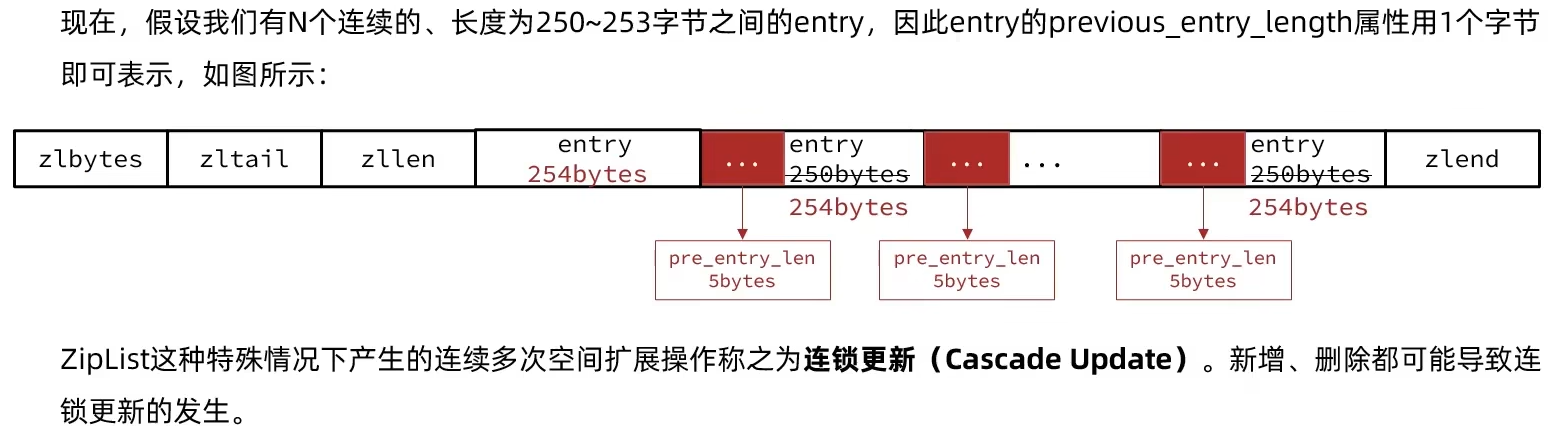 现在，假设我们有N个连续的、长度为250~253字节之间的entry，因此entry的previous_entry_length属性用1个字节
即可表示，如图所示：
zlbytes zltail zllen entry 254bytes ... entry 250bytes ... ... ... entry 250bytes zlend
254bytes 254bytes
pre_entry_len 5bytes pre_entry_len 5bytes pre_entry_len 5bytes
ZipList这种特殊情况下产生的连续多次空间扩展操作称之为连锁更新（Cascade Update）。新增、删除都可能导致连
锁更新的发生。